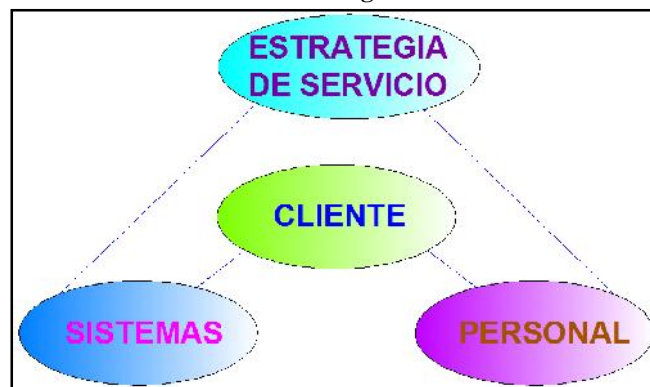 ESTRATEGIA
DE SERVICIO
CLIENTE
SISTEMAS
PERSONAL